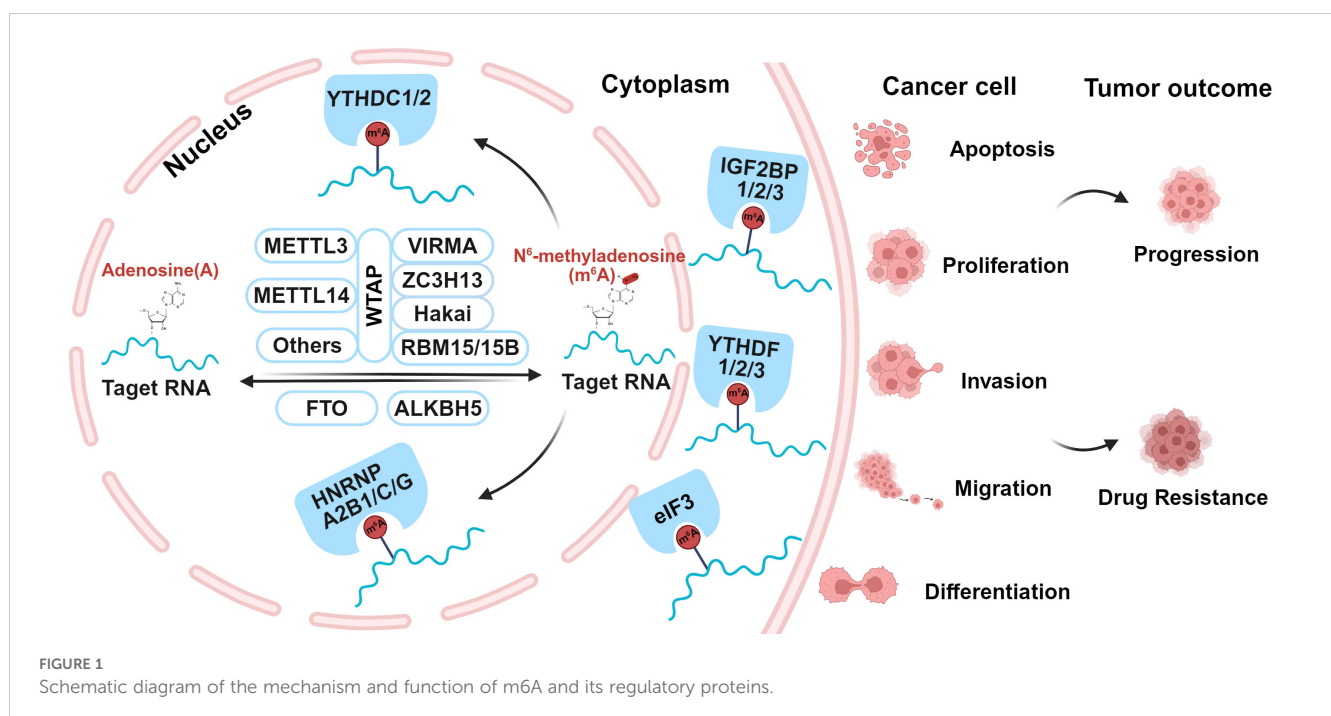 Nucleus
Cytoplasm
Cancer cell
Tumor outcome
YTHDC1/2
m⁶A
METTL3
METTL14
Others
WTAP
VIRMA
ZC3H13
Hakai
RBM15/15B
Adenosine(A)
NH₂
N
N
N
N
O
O
OH
Taget RNA
N⁶-methyladenosine
(m⁶A)
N
N
N
N
O
O
OH
Taget RNA
FTO
ALKBH5
HNRNP
A2B1/C/G
m⁶A
IGF2BP
1/2/3
m⁶A
YTHDF
1/2/3
m⁶A
eIF3
m⁶A
Apoptosis
Proliferation
Invasion
Migration
Differentiation
Progression
Drug Resistance
FIGURE 1
Schematic diagram of the mechanism and function of m6A and its regulatory proteins.